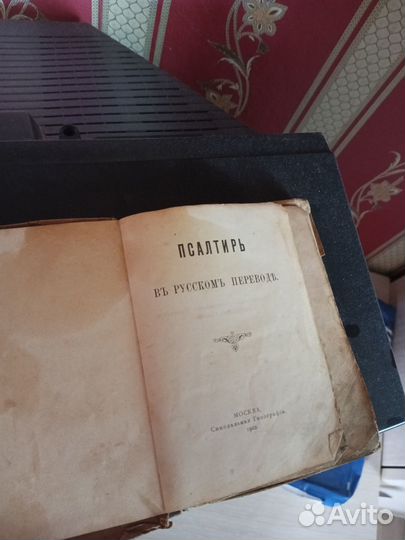 ПСАЛТИРЬ
ВЪ РУССКОМЪ ПЕРЕВОДѢ.
МОСКВА.
Синодальная Типографія.
Avito